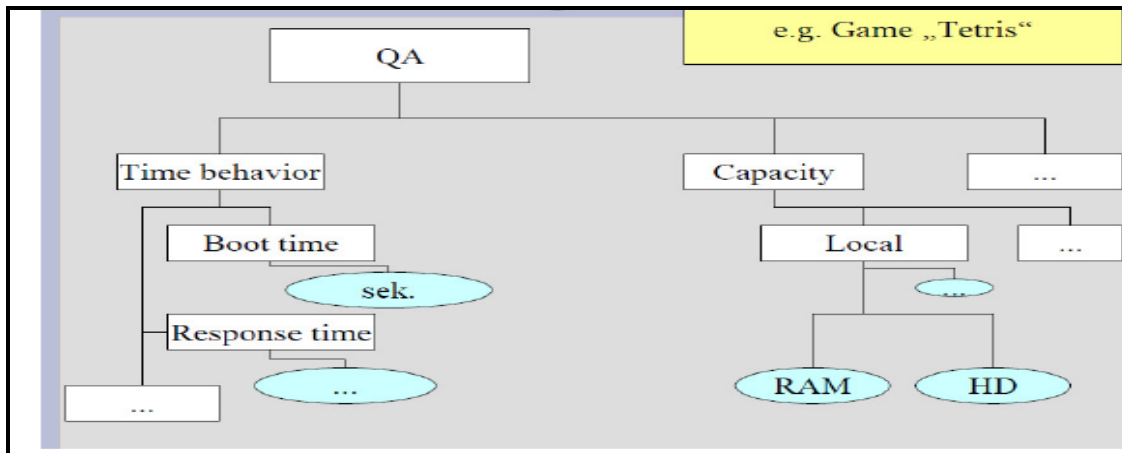 e.g. Game „Tetris“
QA
Time behavior
Capacity
...
Boot time
Local
...
sek.
...
Response time
...
RAM
HD
...